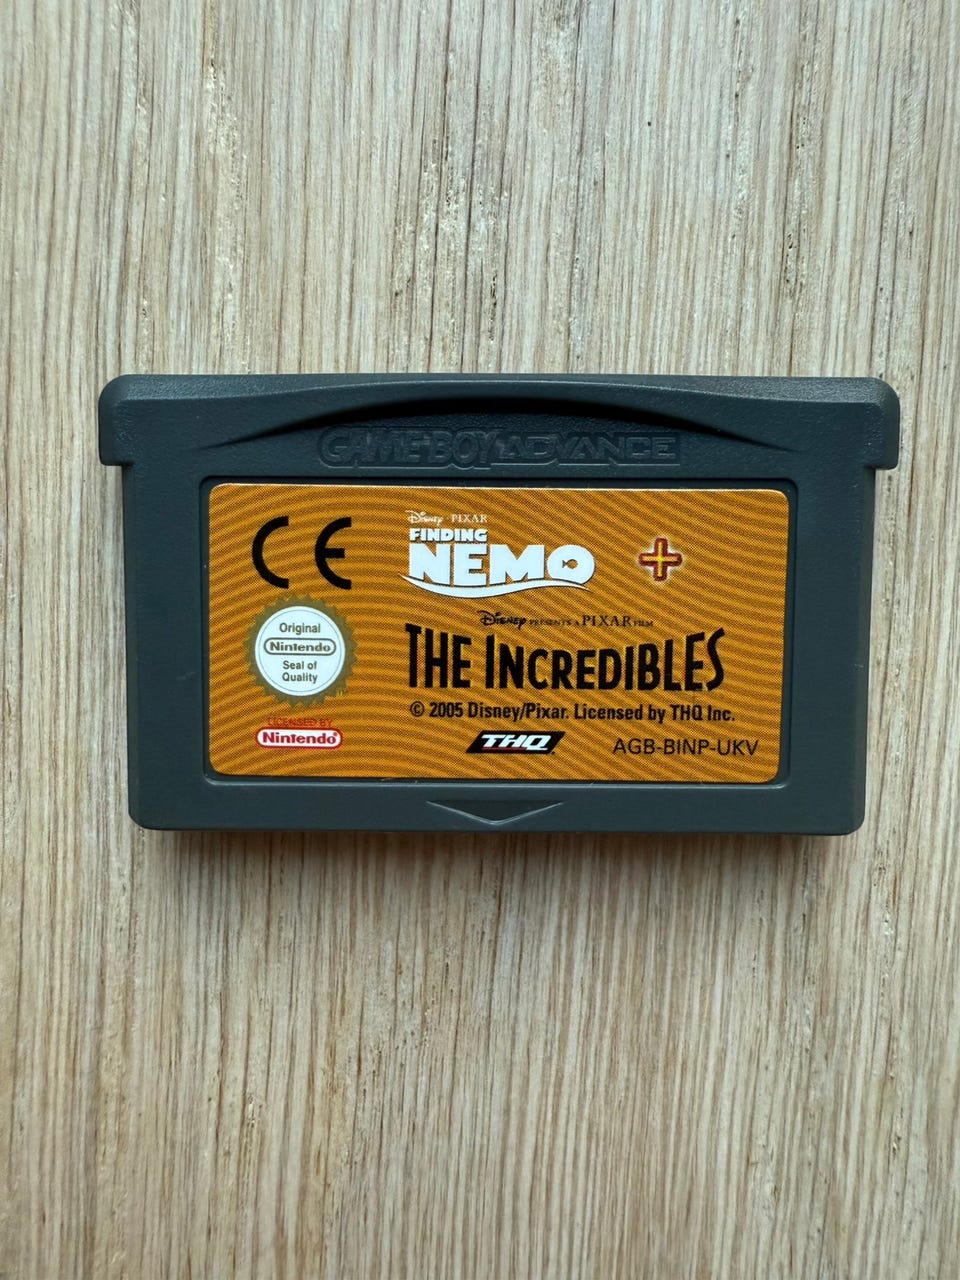 GAME BOY ADVANCE
CE
Disney PIXAR
FINDING
NEMO
+
Original
Nintendo
Seal of
Quality
Disney PRESENTS A PIXAR FILM
THE INCREDIBLES
© 2005 Disney/Pixar. Licensed by THQ Inc.
LICENSED BY
Nintendo
THQ
AGB-BINP-UKV